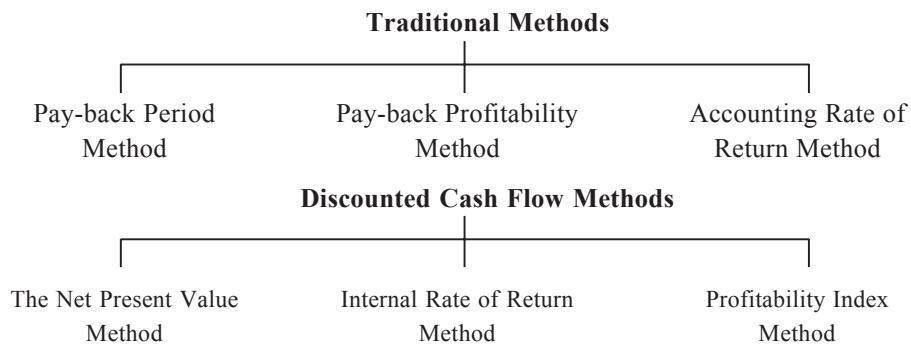 Traditional Methods
Pay-back Period Pay-back Profitability Accounting Rate of
Method Method Return Method
Discounted Cash Flow Methods
The Net Present Value Internal Rate of Return Profitability Index
Method Method Method